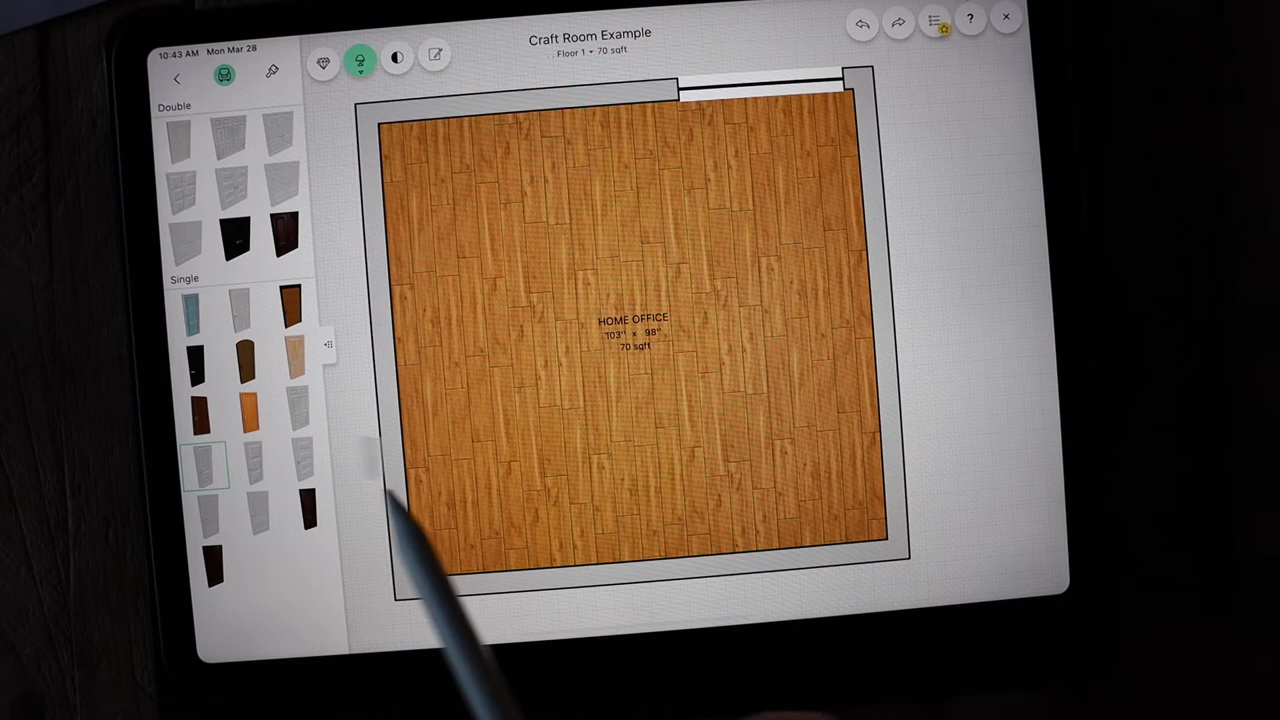 10:43 AM Mon Mar 28
Craft Room Example
Floor 1 • 70 sqft
?
Double
Single
HOME OFFICE
103" x 98"
70 sqft